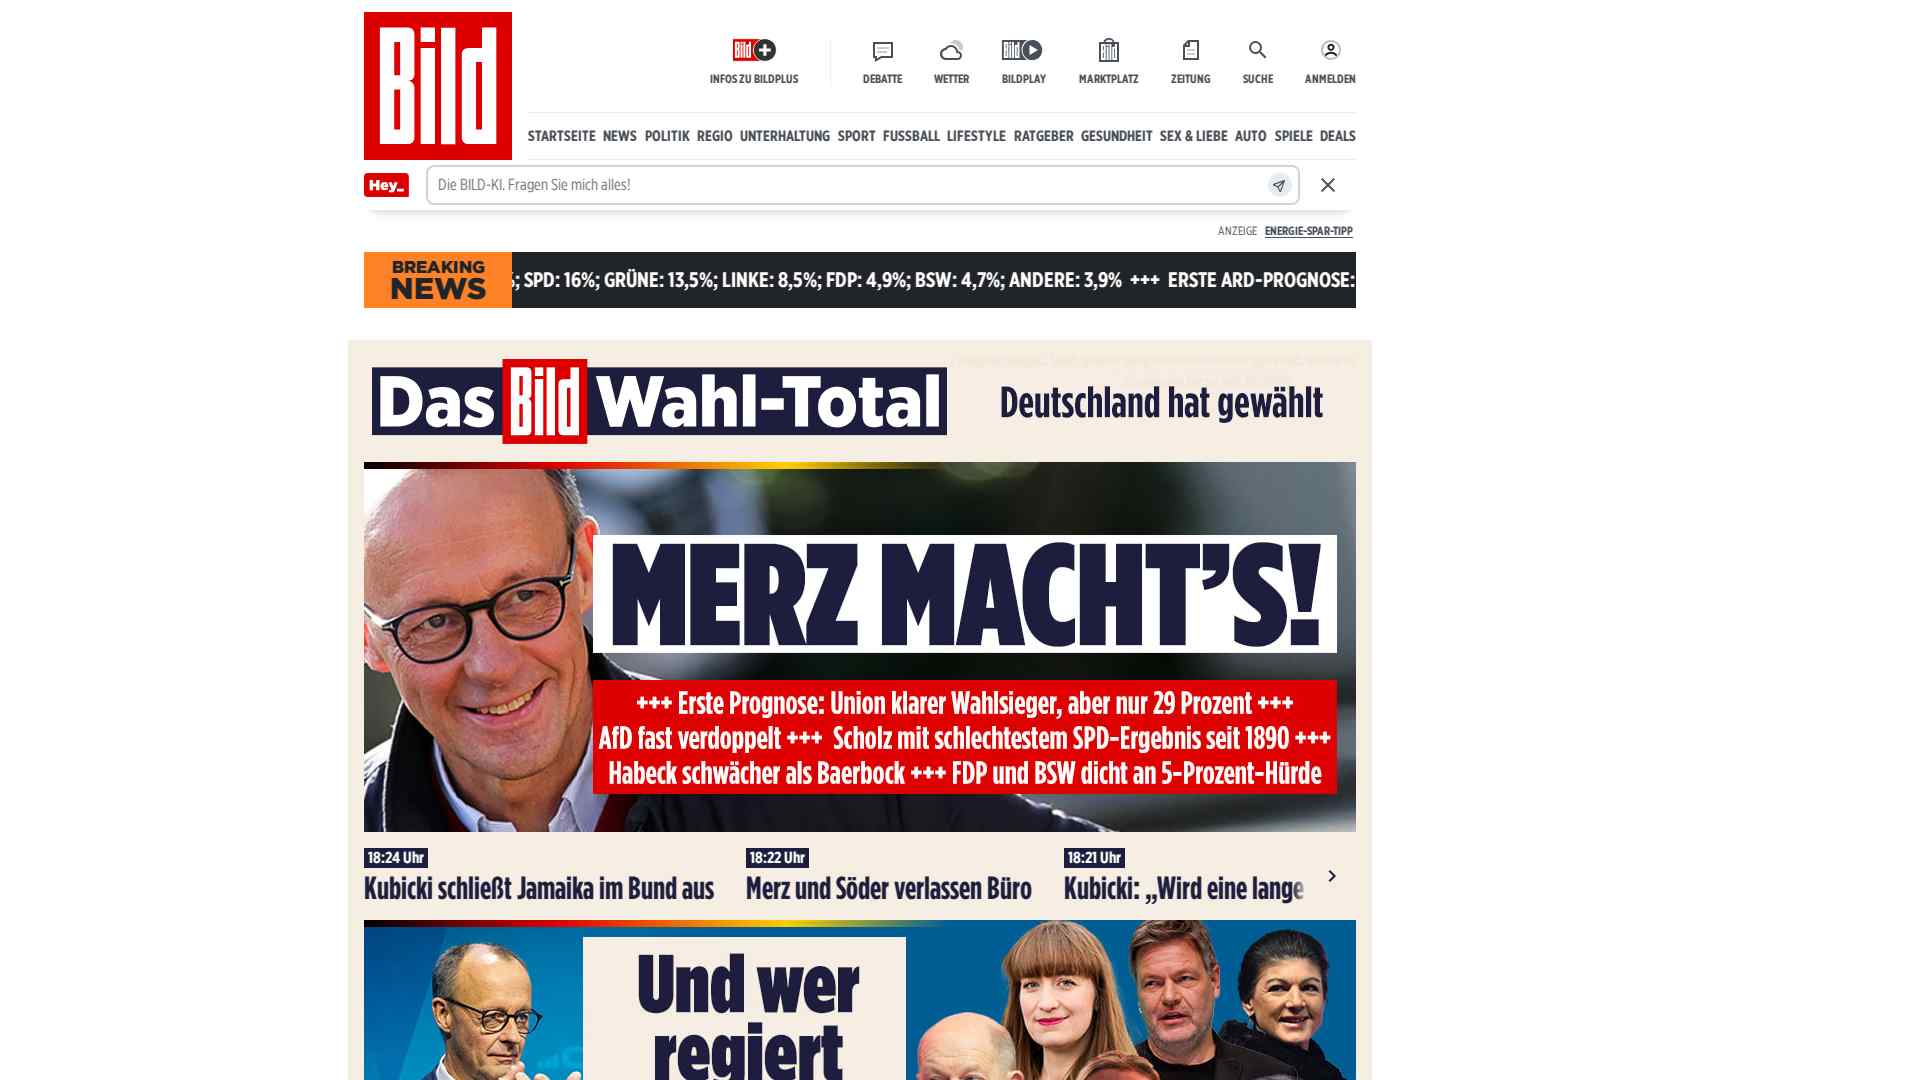 Bild
Bild
INFOS ZU BILDPLUS
DEBATTE
WETTER
Bild
BILDPLAY
Bild
MARKTPLATZ
ZEITUNG
SUCHE
ANMELDEN
STARTSEITE NEWS POLITIK REGIO UNTERHALTUNG SPORT FUSSBALL LIFESTYLE RATGEBER GESUNDHEIT SEX & LIEBE AUTO SPIELE DEALS
Hey_
Die BILD-KI. Fragen Sie mich alles!
ANZEIGE ENERGIE-SPAR-TIPP
BREAKING
NEWS
%; SPD: 16%; GRÜNE: 13,5%; LINKE: 8,5%; FDP: 4,9%; BSW: 4,7%; ANDERE: 3,9% +++ ERSTE ARD-PROGNOSE:
Das Bild Wahl-Total
Deutschland hat gewählt
MERZ MACHT’S!
+++ Erste Prognose: Union klarer Wahlsieger, aber nur 29 Prozent +++
AfD fast verdoppelt +++ Scholz mit schlechtestem SPD-Ergebnis seit 1890 +++
Habeck schwächer als Baerbock +++ FDP und BSW dicht an 5-Prozent-Hürde
18:24 Uhr
Kubicki schließt Jamaika im Bund aus
18:22 Uhr
Merz und Söder verlassen Büro
18:21 Uhr
Kubicki: „Wird eine lange
Und wer
regiert